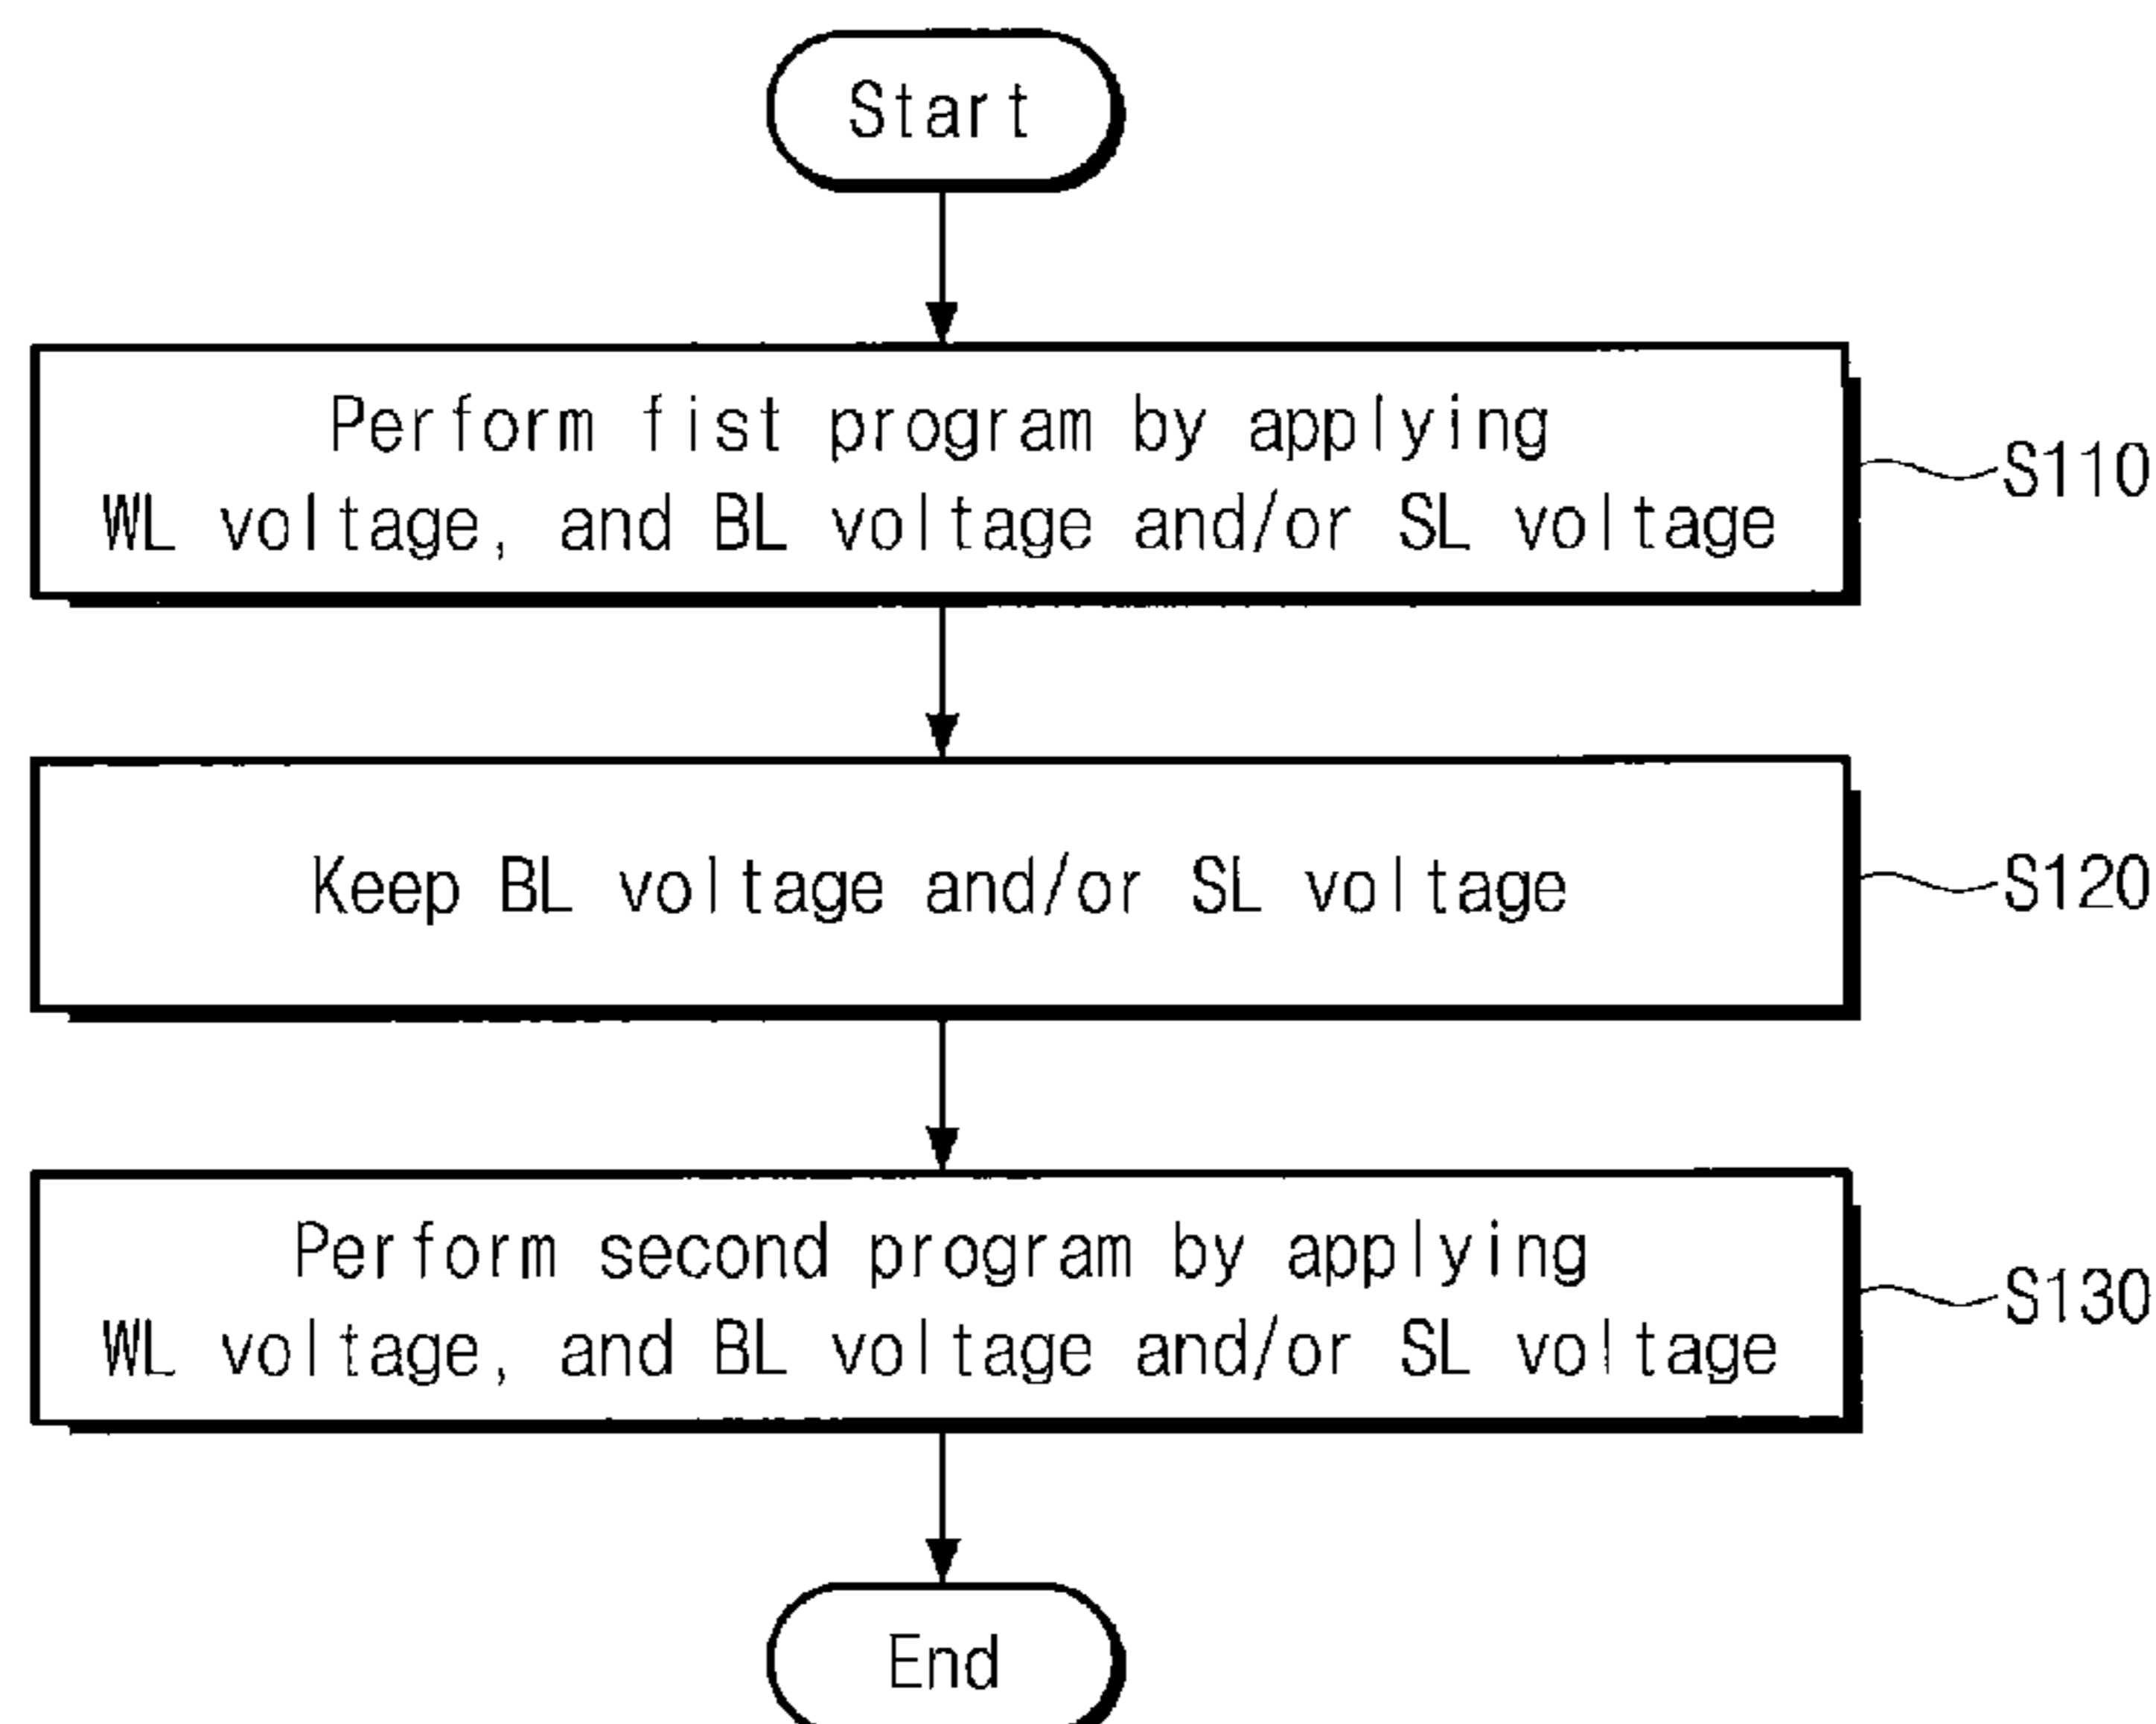 Start
Perform fist program by applying
WL voltage, and BL voltage and/or SL voltage
S110
Keep BL voltage and/or SL voltage
S120
Perform second program by applying
WL voltage, and BL voltage and/or SL voltage
S130
End